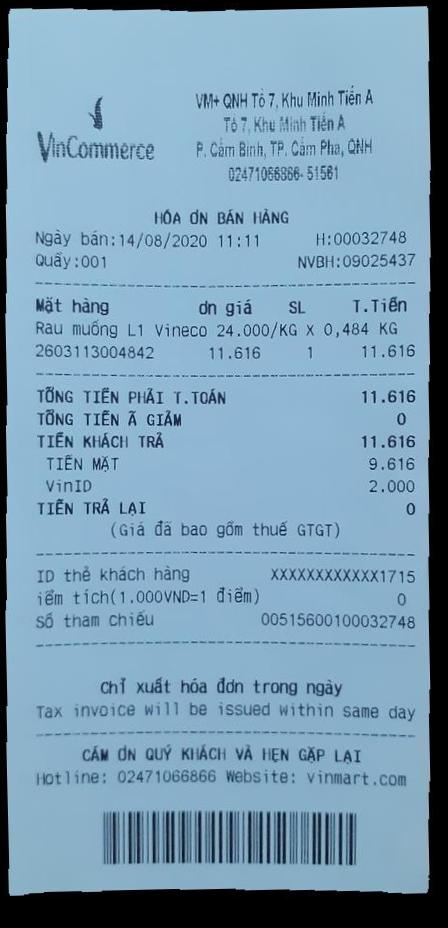 VinCommerce
VM+ QNH Tổ 7, Khu Minh Tiến A
Tổ 7, Khu Minh Tiến A
P. Cẩm Bình, TP. Cẩm Phả, QNH
02471066866-51561
HÓA ƠN BÁN HÀNG
Ngày bán:14/08/2020 11:11 H:00032748
Quầy:001 NVBH:09025437
Mặt hàng ơn giá SL T.Tiền
Rau muống L1 Vineco 24.000/KG X 0,484 KG
2603113004842 11.616 1 11.616
TỔNG TIỀN PHẢI T.TOÁN 11.616
TỔNG TIỀN Ã GIẢM 0
TIỀN KHÁCH TRẢ 11.616
TIỀN MẶT 9.616
VinID 2.000
TIỀN TRẢ LẠI 0
(Giá đã bao gồm thuế GTGT)
ID thẻ khách hàng XXXXXXXXXXXX1715
iểm tích(1.000VND=1 điểm) 0
Số tham chiếu 00515600100032748
Chỉ xuất hóa đơn trong ngày
Tax invoice will be issued within same day
CẢM ƠN QUÝ KHÁCH VÀ HẸN GẶP LẠI
Hotline: 02471066866 Website: vinmart.com